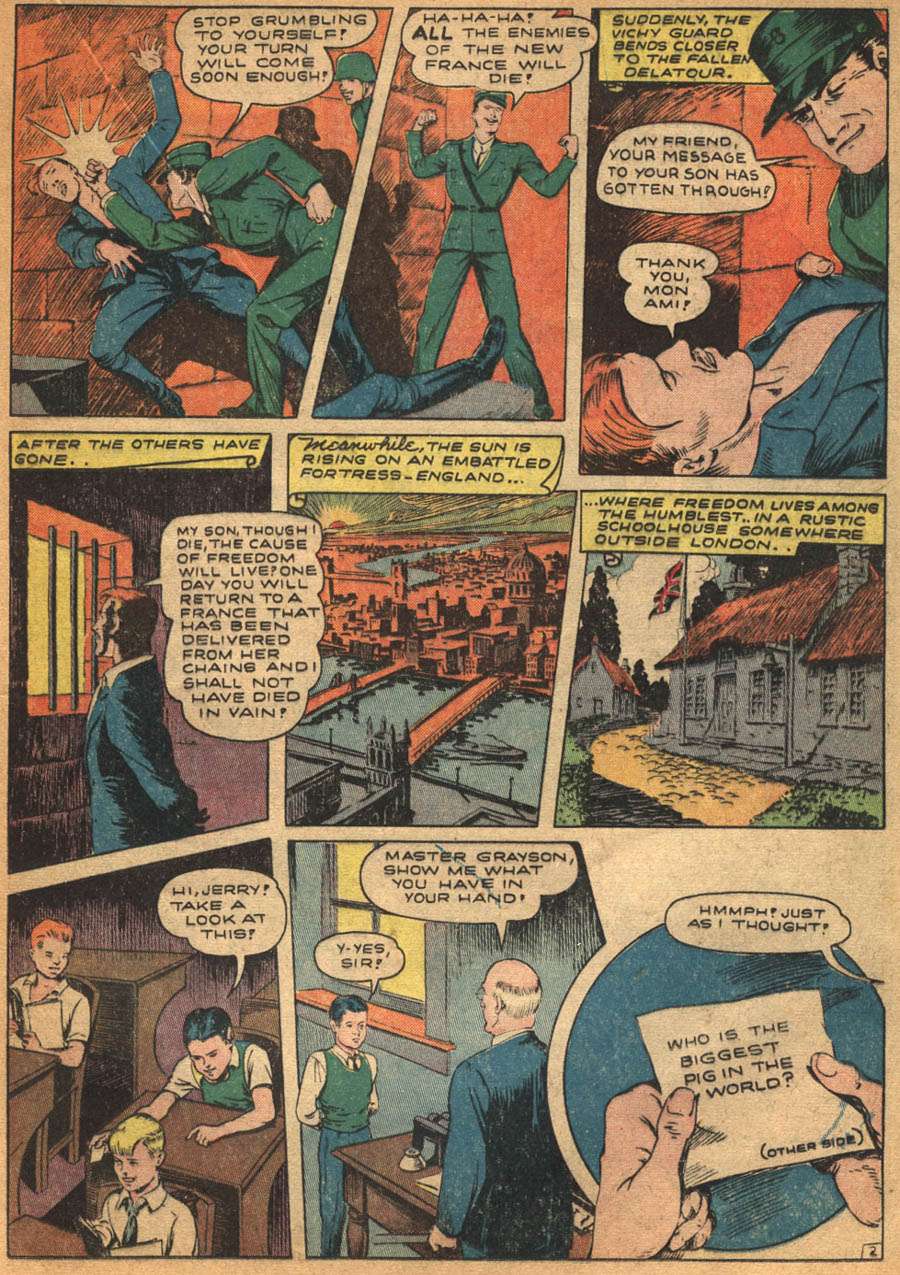 STOP GRUMBLING
TO YOURSELF!
YOUR TURN
WILL COME
SOON ENOUGH!
HA-HA-HA!
ALL THE ENEMIES
OF THE NEW
FRANCE WILL
DIE!
SUDDENLY, THE
VICHY GUARD
BENDS CLOSER
TO THE FALLEN
DELATOUR.
MY FRIEND,
YOUR MESSAGE
TO YOUR SON HAS
GOTTEN THROUGH!
THANK
YOU,
MON
AMI!
AFTER THE OTHERS HAVE
GONE..
MY SON, THOUGH I
DIE, THE CAUSE
OF FREEDOM
WILL LIVE! ONE
DAY YOU WILL
RETURN TO A
FRANCE THAT
HAS BEEN
DELIVERED
FROM HER
CHAINS AND I
SHALL NOT
HAVE DIED
IN VAIN!
Meanwhile, THE SUN IS
RISING ON AN EMBATTLED
FORTRESS-ENGLAND...
...WHERE FREEDOM LIVES AMONG
THE HUMBLEST.. IN A RUSTIC
SCHOOLHOUSE SOMEWHERE
OUTSIDE LONDON..
HI, JERRY!
TAKE A
LOOK AT
THIS!
MASTER GRAYSON,
SHOW ME WHAT
YOU HAVE IN
YOUR HAND!
Y-YES,
SIR!
HMMPH! JUST
AS I THOUGHT!
WHO IS THE
BIGGEST
PIG IN THE
WORLD?
(OTHER SIDE)
2